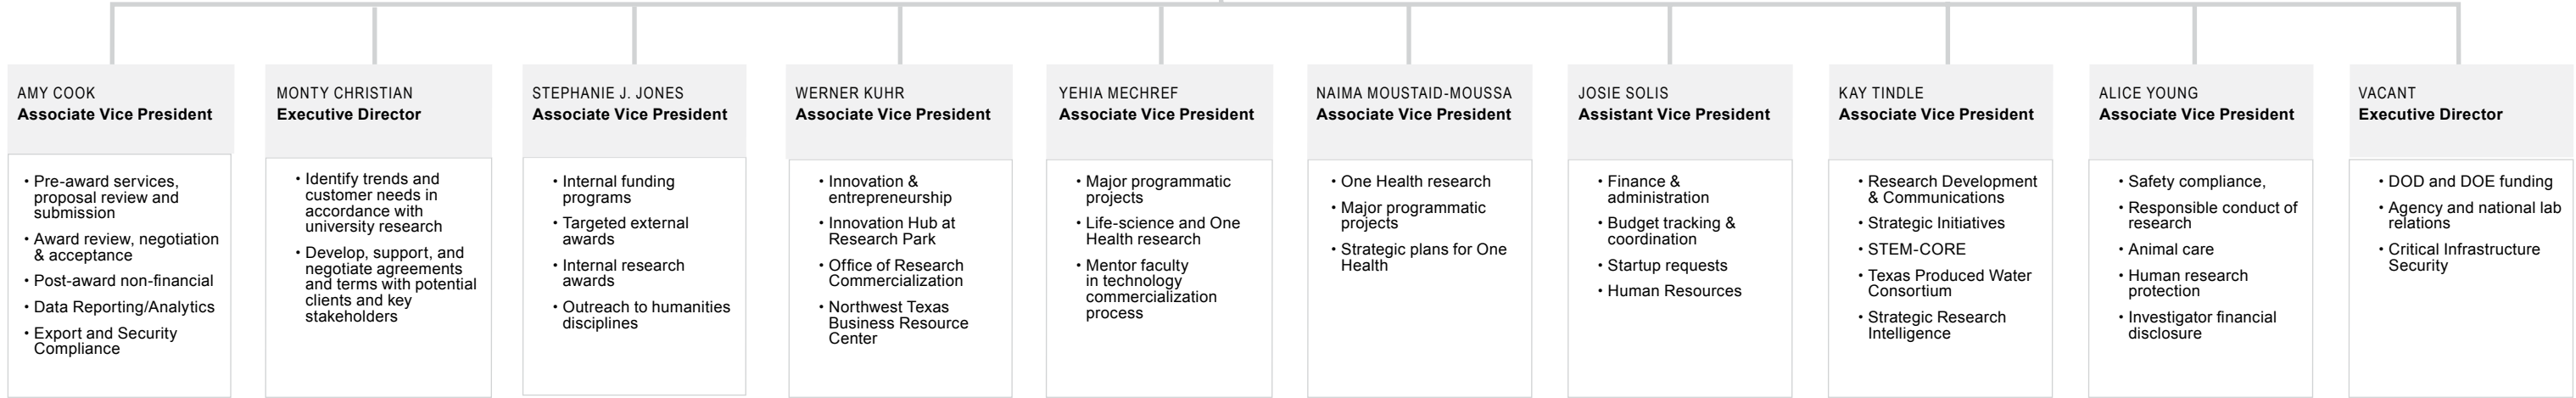 AMY COOK
Associate Vice President
• Pre-award services,
proposal review and
submission
• Award review, negotiation
& acceptance
• Post-award non-financial
• Data Reporting/Analytics
• Export and Security
Compliance
MONTY CHRISTIAN
Executive Director
• Identify trends and
customer needs in
accordance with
university research
• Develop, support, and
negotiate agreements
and terms with potential
clients and key
stakeholders
STEPHANIE J. JONES
Associate Vice President
• Internal funding
programs
• Targeted external
awards
• Internal research
awards
• Outreach to humanities
disciplines
WERNER KUHR
Associate Vice President
• Innovation &
entrepreneurship
• Innovation Hub at
Research Park
• Office of Research
Commercialization
• Northwest Texas
Business Resource
Center
YEHIA MECHREF
Associate Vice President
• Major programmatic
projects
• Life-science and One
Health research
• Mentor faculty
in technology
commercialization
process
NAIMA MOUSTAID-MOUSSA
Associate Vice President
• One Health research
• Major programmatic
projects
• Strategic plans for One
Health
JOSIE SOLIS
Assistant Vice President
• Finance &
administration
• Budget tracking &
coordination
• Startup requests
• Human Resources
KAY TINDLE
Associate Vice President
• Research Development
& Communications
• Strategic Initiatives
• STEM-CORE
• Texas Produced Water
Consortium
• Strategic Research
Intelligence
ALICE YOUNG
Associate Vice President
• Safety compliance,
• Responsible conduct of
research
• Animal care
• Human research
protection
• Investigator financial
disclosure
VACANT
Executive Director
• DOD and DOE funding
• Agency and national lab
relations
• Critical Infrastructure
Security